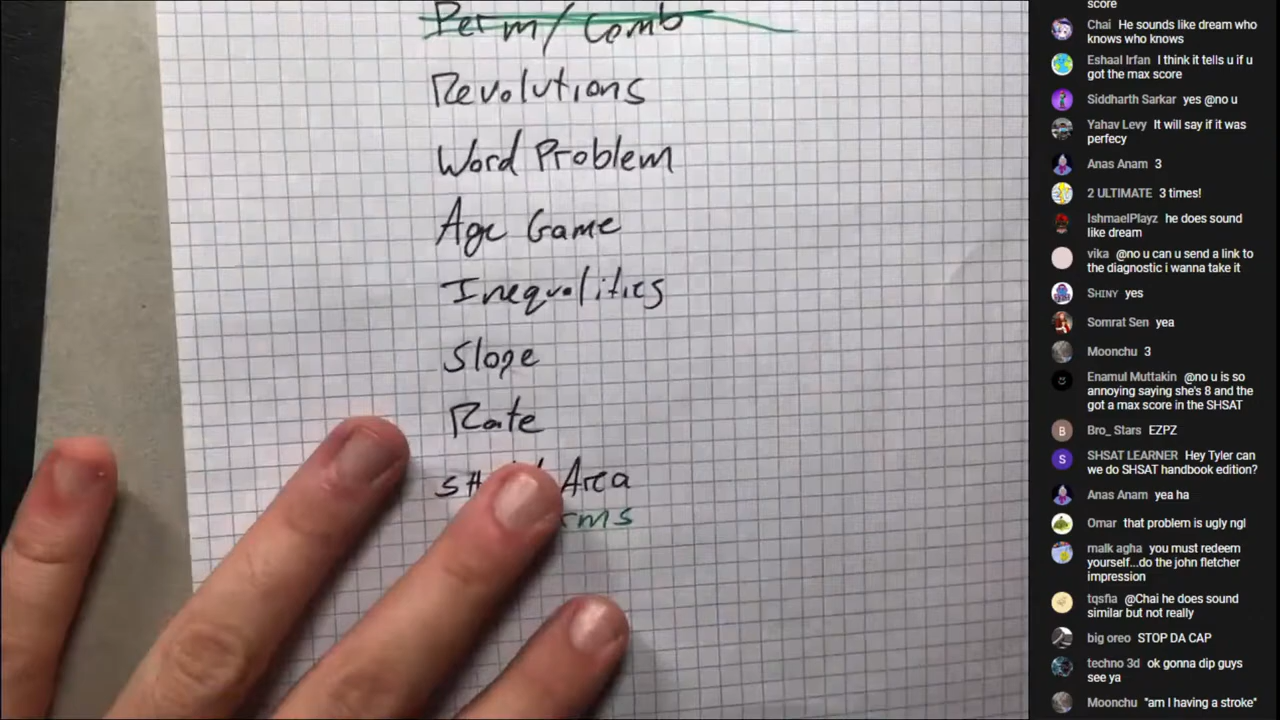 Perm/Comb
Revolutions
Word Problem
Age Game
Inequalities
Slope
Rate
Area
score
Chai He sounds like dream who
knows who knows
Eshaal Irfan I think it tells u if u
got the max score
Siddharth Sarkar yes @no u
Yahav Levy It will say if it was
perfecy
Anas Anam 3
2 ULTIMATE 3 times!
IshmaelPlayz he does sound
like dream
vika @no u can u send a link to
the diagnostic i wanna take it
SHINY yes
Somrat Sen yea
Moonchu 3
Enamul Muttakin @no u is so
annoying saying she's 8 and the
got a max score in the SHSAT
Bro_ Stars EZPZ
SHSAT LEARNER Hey Tyler can
we do SHSAT handbook edition?
Anas Anam yea ha
Omar that problem is ugly ngl
malk agha you must redeem
yourself...do the john fletcher
impression
tqsfia @Chai he does sound
similar but not really
big oreo STOP DA CAP
techno 3d ok gonna dip guys
see ya
Moonchu *am I having a stroke*